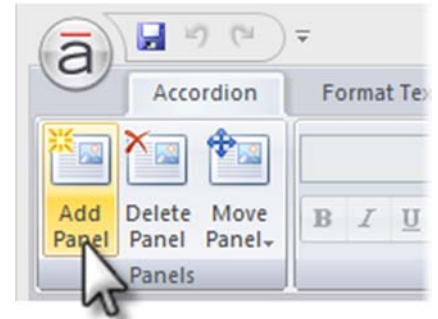 ā
Accordion Format Tex
Add Delete Move
Panel Panel Panel
B I U
Panels